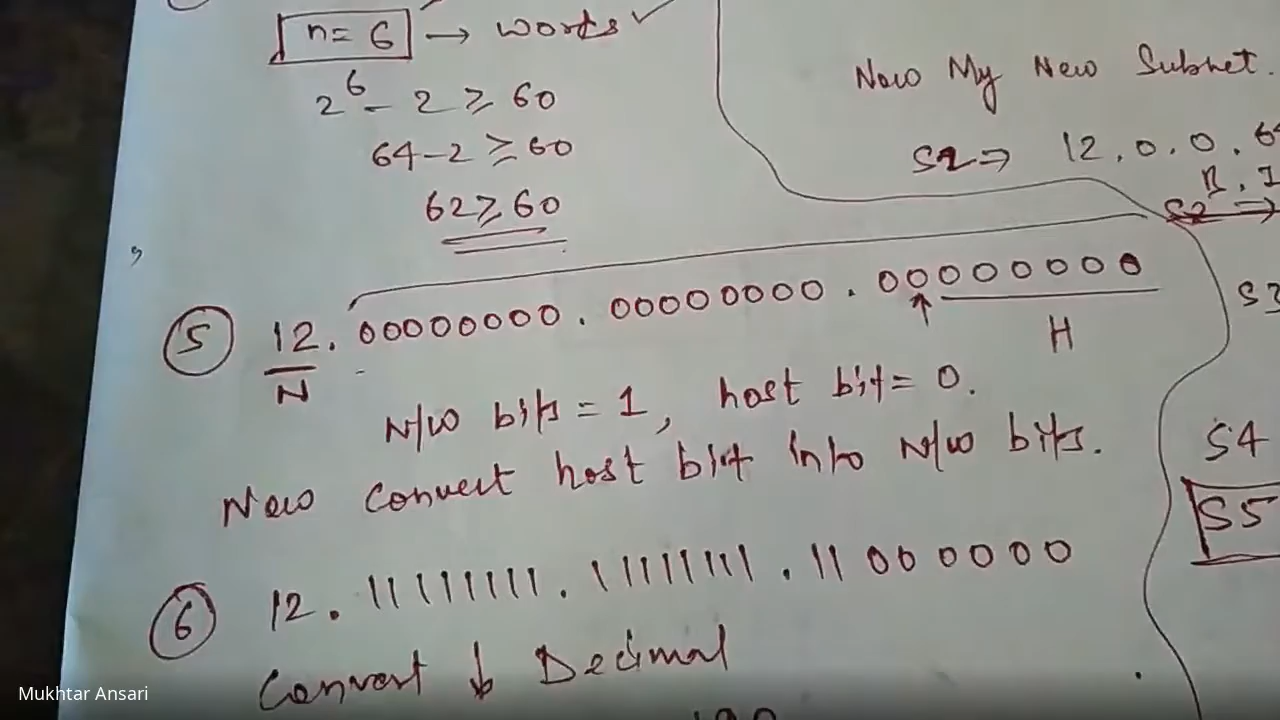 n = 6 → works ✓
2^6 - 2 ≥ 60
64 - 2 ≥ 60
62 ≥ 60
⑤ 12. 00000000 . 00000000 . 00000000
N
H
N/W bits = 1, host bit = 0.
Now convert host bit into N/W bits.
⑥ 12. 11111111 . 11111111 . 11000000
Convert ↓ Decimal
Now My New Subnet.
S1 ⇒ 12.0.0.
S2 ⇒
S3
S4
S5
Mukhtar Ansari